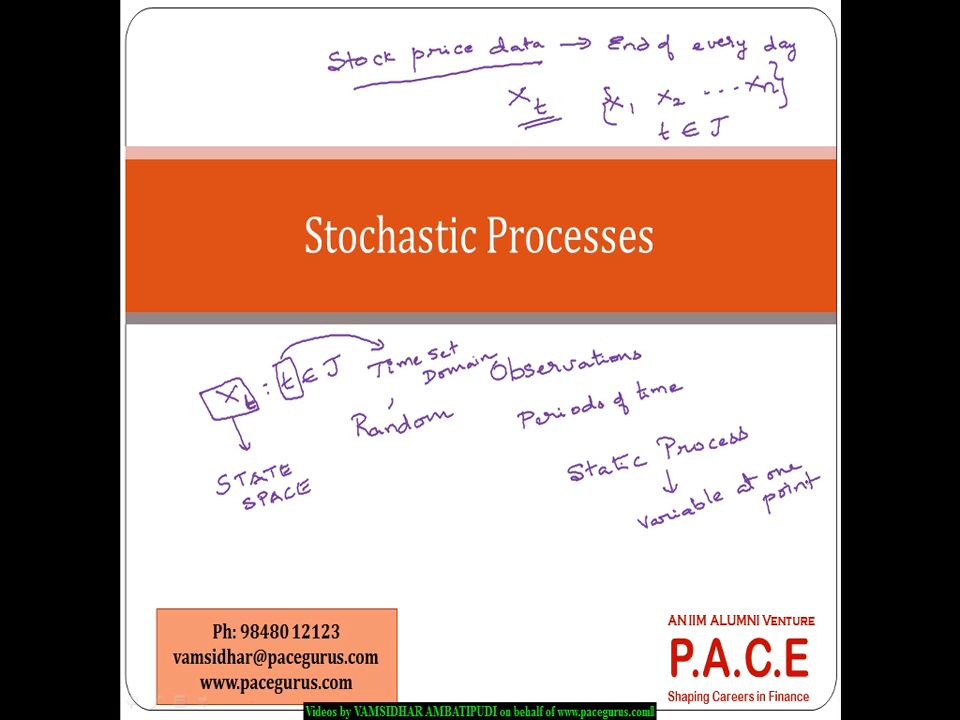 Stock price data → End of every day
Xt {x1 x2 ... xn}
t ∈ J
Stochastic Processes
Xt : t ∈ J Time Set Domain
Observations
Random
Periods of time
STATE SPACE
Static Process
Variable at one point
Ph: 98480 12123
vamsidhar@pacegurus.com
www.pacegurus.com
AN IIM ALUMNI VENTURE
P.A.C.E
Shaping Careers in Finance
Videos by VAMSIDHAR AMBATIPUDI on behalf of www.pacegurus.com